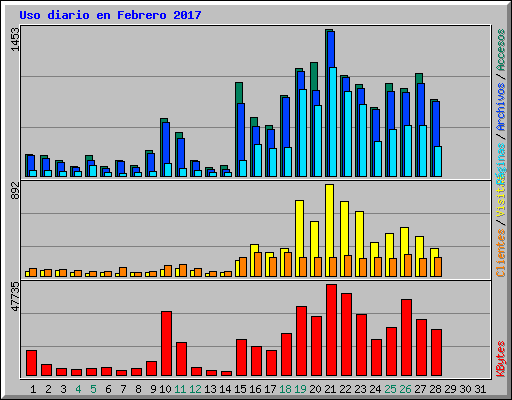 Uso diario en Febrero 2017
1453
892
47735
Clientes / Visitas
Páginas / Archivos / Accesos
KBytes
1 2 3 4 5 6 7 8 9 10 11 12 13 14 15 16 17 18 19 20 21 22 23 24 25 26 27 28 29 30 31